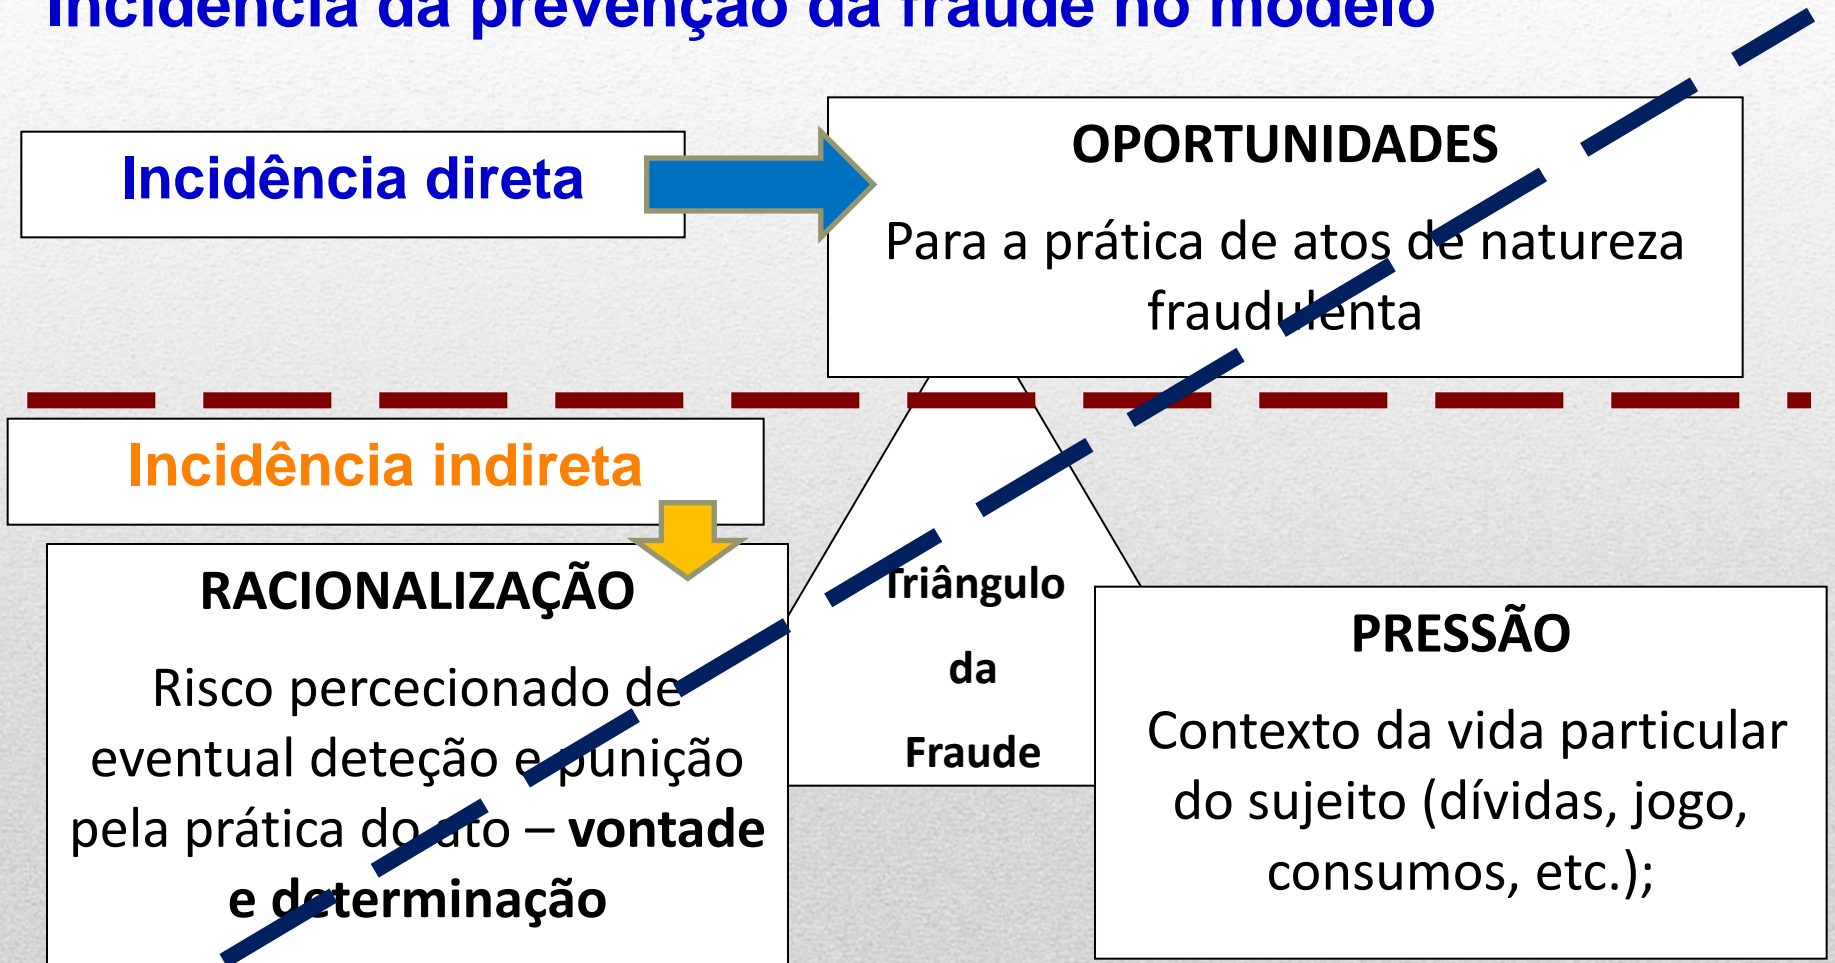 Incidência da prevenção da fraude no modelo
Incidência direta
OPORTUNIDADES
Para a prática de atos de natureza
fraudulenta
Incidência indireta
RACIONALIZAÇÃO
Risco percecionado de
eventual deteção e punição
pela prática do ato – vontade
e determinação
Triângulo
da
Fraude
PRESSÃO
Contexto da vida particular
do sujeito (dívidas, jogo,
consumos, etc.);